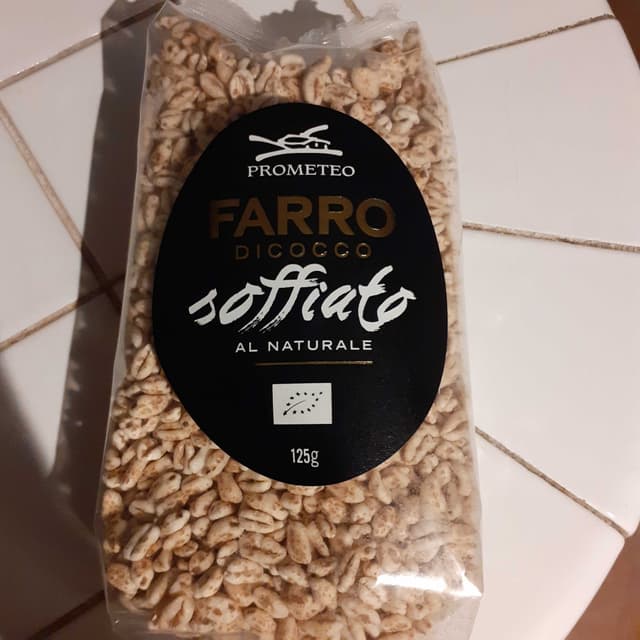 PROMETEO
FARRO
DICOCCO
soffiato
AL NATURALE
125g